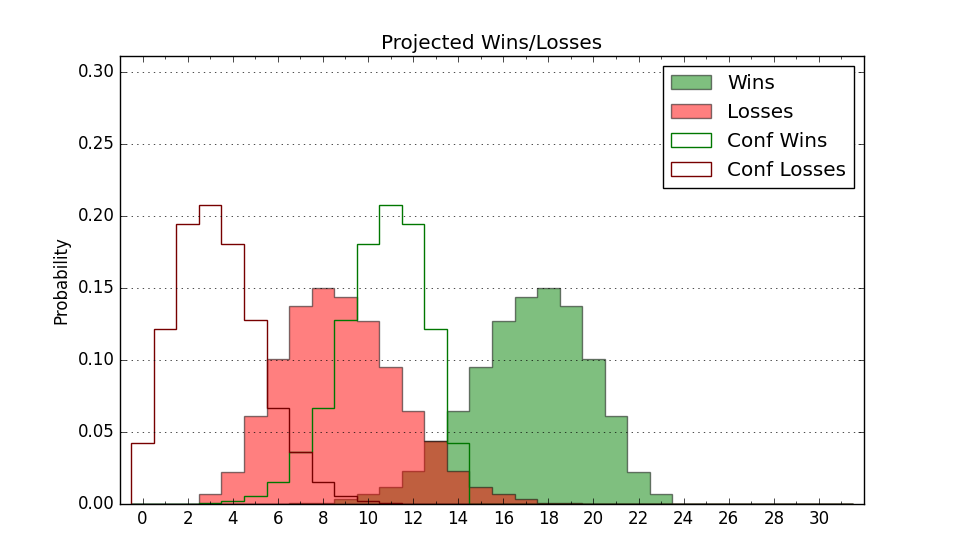 Projected Wins/Losses
0.30
0.25
0.20
0.15
0.10
0.05
0.00
Probability
Wins
Losses
Conf Wins
Conf Losses
0 2 4 6 8 10 12 14 16 18 20 22 24 26 28 30